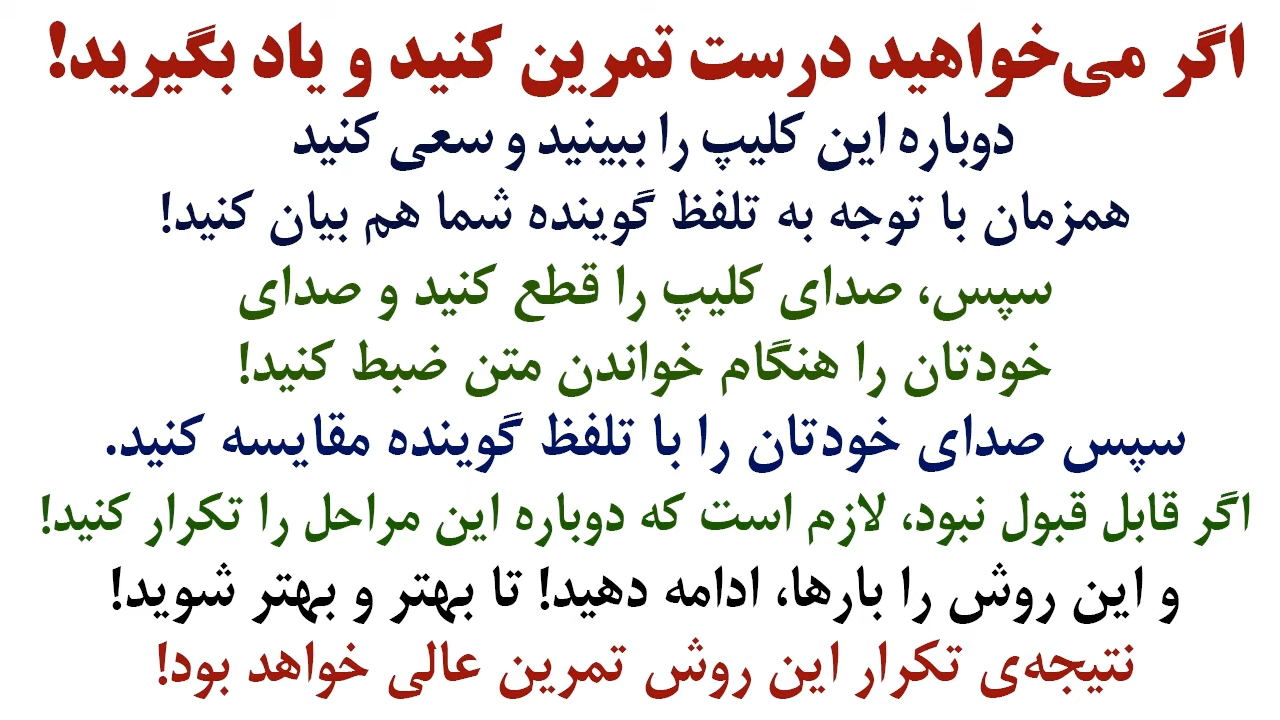 اگر می‌خواهید درست تمرین کنید و یاد بگیرید!
دوباره این کلیپ را ببینید و سعی کنید
همزمان با توجه به تلفظ گوینده شما هم بیان کنید!
سپس، صدای کلیپ را قطع کنید و صدای
خودتان را هنگام خواندن متن ضبط کنید!
سپس صدای خودتان را با تلفظ گوینده مقایسه کنید.
اگر قابل قبول نبود، لازم است که دوباره این مراحل را تکرار کنید!
و این روش را بارها، ادامه دهید! تا بهتر و بهتر شوید!
نتیجه‌ی تکرار این روش تمرین عالی خواهد بود!